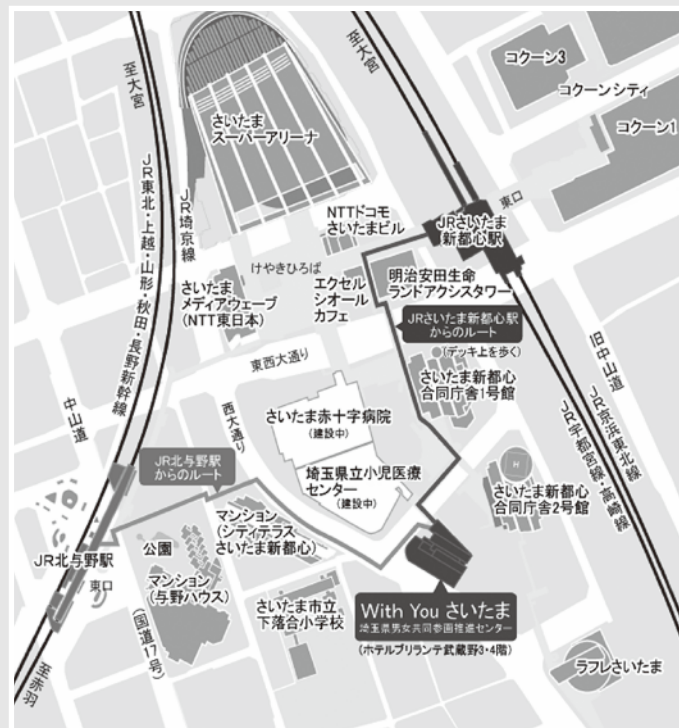 至大宮
至大宮
コクーン3
コクーンシティ
コクーン1
さいたま
スーパーアリーナ
JR東北・上越・山形・秋田・長野新幹線
JR埼京線
東口
NTTドコモ
さいたまビル
JRさいたま
新都心駅
けやきひろば
さいたま
メディアウェーブ
(NTT東日本)
エクセル
シオール
カフェ
明治安田生命
ランドアクシスタワー
JRさいたま新都心駅
からのルート
(デッキ上を歩く)
東西大通り
さいたま新都心
合同庁舎1号館
旧中山道
JR京浜東北線
JR宇都宮線・高崎線
中山道
西大通り
さいたま赤十字病院
(建設中)
埼玉県立小児医療
センター
(建設中)
JR北与野駅
からのルート
さいたま新都心
合同庁舎2号館
H
マンション
(シティテラス
さいたま新都心)
JR北与野駅
東口
公園
マンション
(与野ハウス)
(国道17号)
さいたま市立
下落合小学校
With You さいたま
埼玉県男女共同参画推進センター
(ホテルブリランテ武蔵野3・4階)
ラフレさいたま
至赤羽